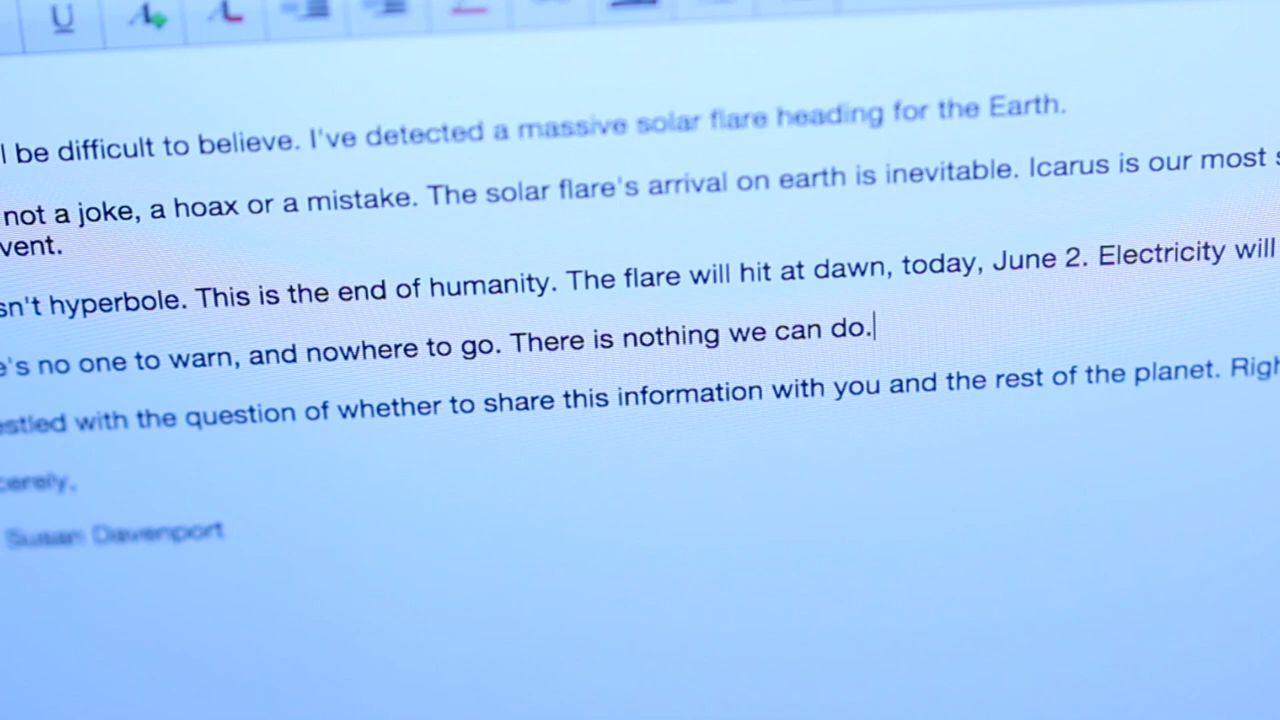 l be difficult to believe. I've detected a massive solar flare heading for the Earth.
not a joke, a hoax or a mistake. The solar flare's arrival on earth is inevitable. Icarus is our most s
vent.
sn't hyperbole. This is the end of humanity. The flare will hit at dawn, today, June 2. Electricity will
e's no one to warn, and nowhere to go. There is nothing we can do.
estled with the question of whether to share this information with you and the rest of the planet. Righ
cerely,
Susan Davenport